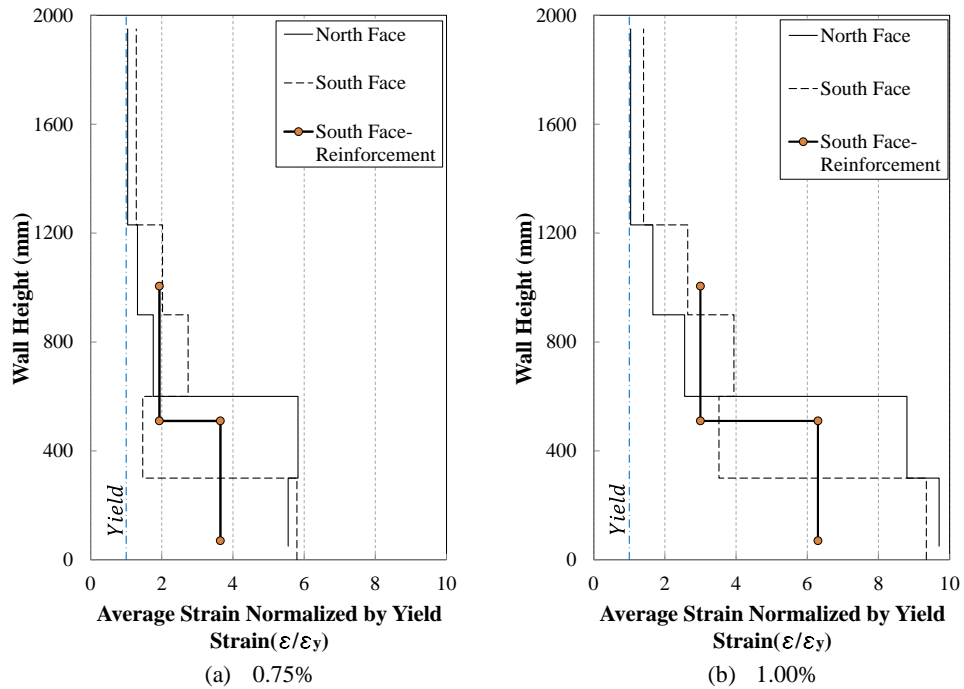 2000
1600
1200
800
400
0
Wall Height (mm)
North Face
South Face
South Face-
Reinforcement
Yield
0 2 4 6 8 10
Average Strain Normalized by Yield
Strain(ε/εy)
(a) 0.75%
2000
1600
1200
800
400
0
Wall Height (mm)
North Face
South Face
South Face-
Reinforcement
Yield
0 2 4 6 8 10
Average Strain Normalized by Yield
Strain(ε/εy)
(b) 1.00%